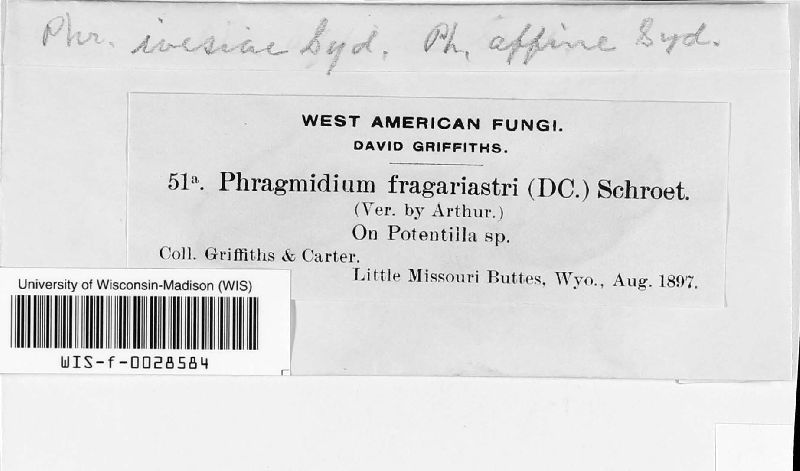 Phr. ivesiae Syd. Ph. affine Syd.
WEST AMERICAN FUNGI.
DAVID GRIFFITHS.
51a. Phragmidium fragariastri (DC.) Schroet.
(Ver. by Arthur.)
On Potentilla sp.
Coll. Griffiths & Carter.
Little Missouri Buttes, Wyo., Aug. 1897.
University of Wisconsin-Madison (WIS)
WIS-f-0028584